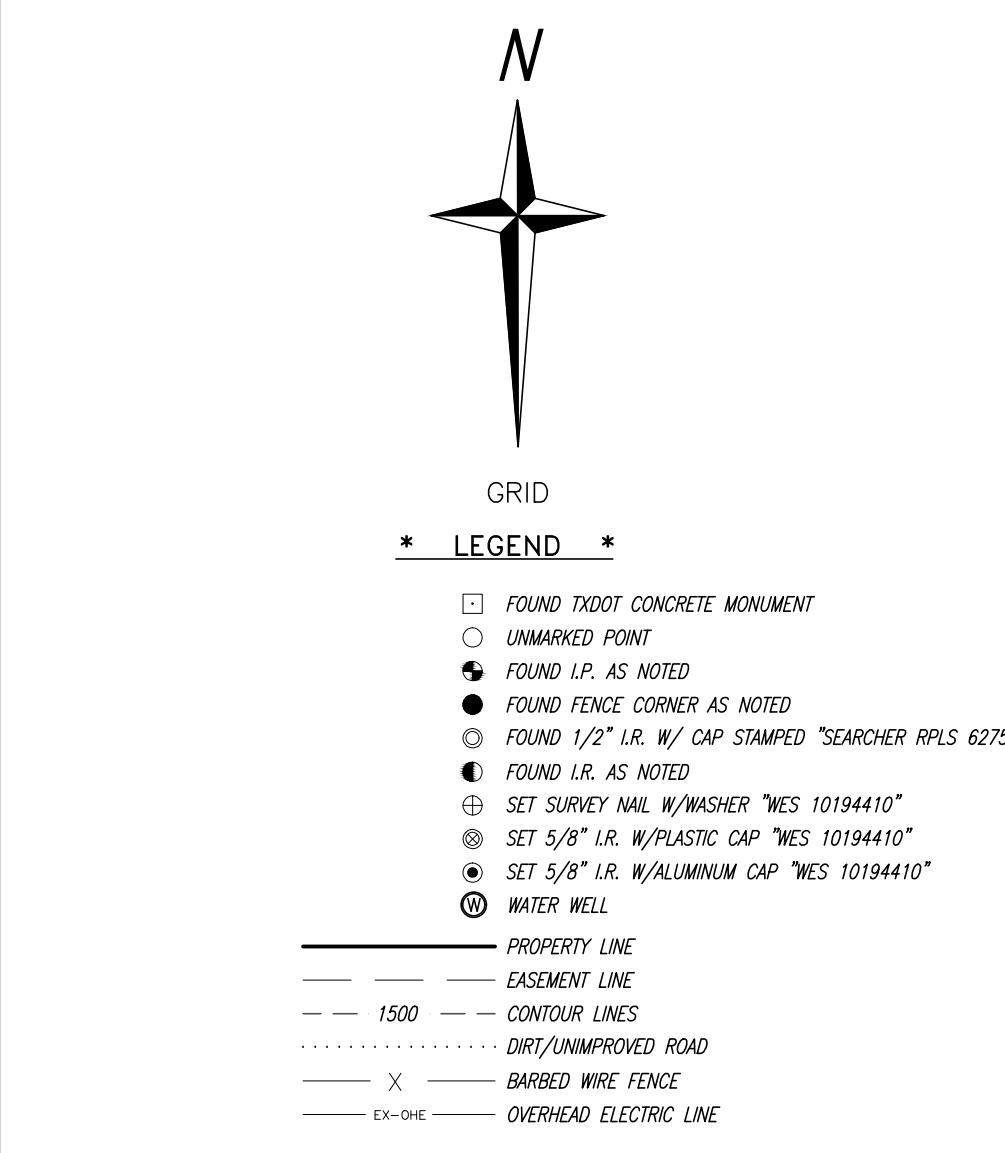 N
GRID
* LEGEND *
FOUND TXDOT CONCRETE MONUMENT
UNMARKED POINT
FOUND I.P. AS NOTED
FOUND FENCE CORNER AS NOTED
FOUND 1/2" I.R. W/ CAP STAMPED "SEARCHER RPLS 6275
FOUND I.R. AS NOTED
SET SURVEY NAIL W/WASHER "WES 10194410"
SET 5/8" I.R. W/PLASTIC CAP "WES 10194410"
SET 5/8" I.R. W/ALUMINUM CAP "WES 10194410"
W WATER WELL
PROPERTY LINE
EASEMENT LINE
1500 CONTOUR LINES
DIRT/UNIMPROVED ROAD
X BARBED WIRE FENCE
EX-OHE OVERHEAD ELECTRIC LINE